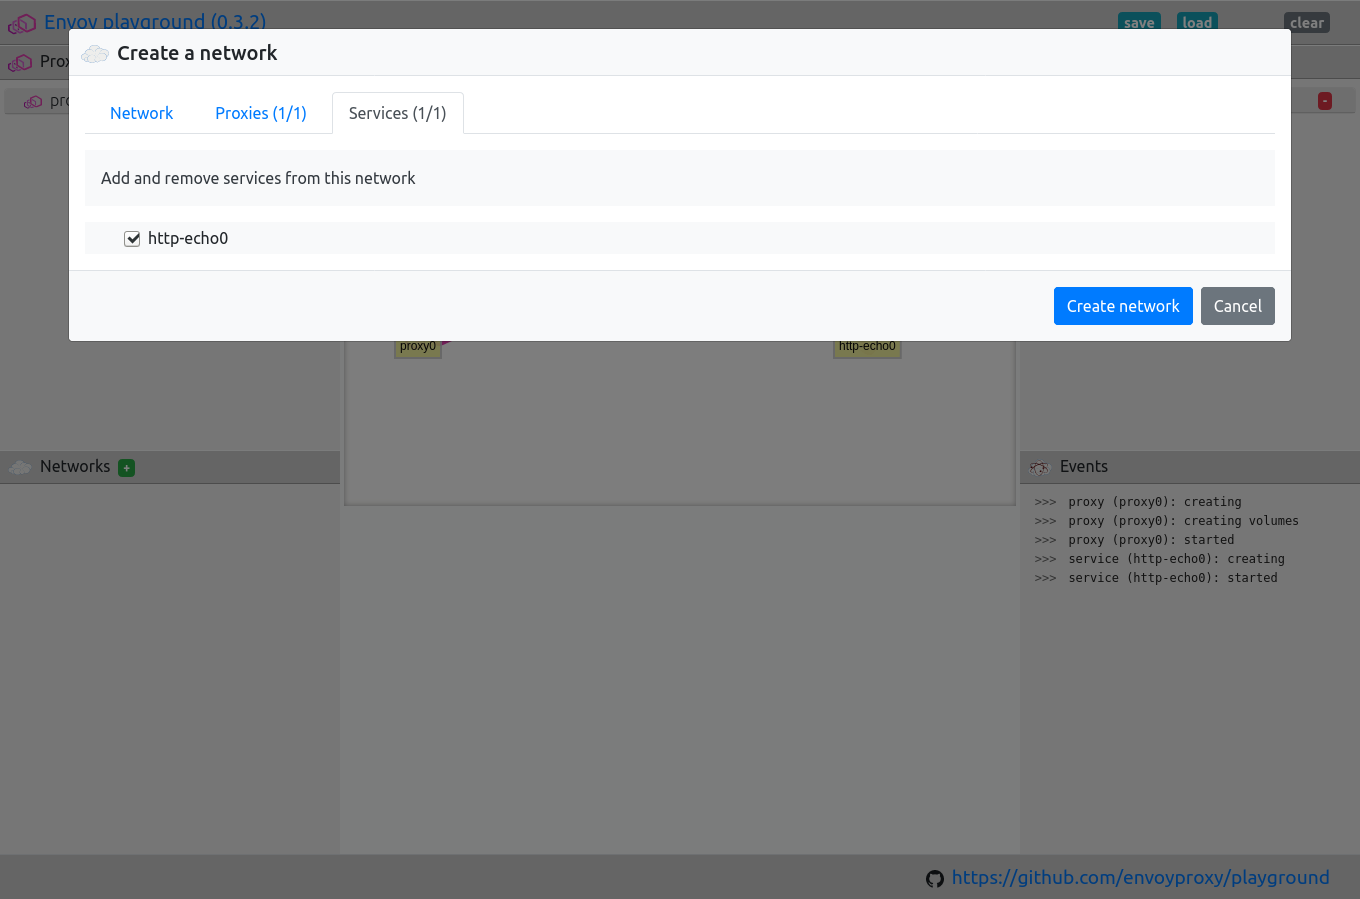 Envoy playground (0.3.2)
save
load
clear
Create a network
Network
Proxies (1/1)
Services (1/1)
-
Add and remove services from this network
http-echo0
Create network
Cancel
proxy0
http-echo0
Networks
+
Events
>>> proxy (proxy0): creating
>>> proxy (proxy0): creating volumes
>>> proxy (proxy0): started
>>> service (http-echo0): creating
>>> service (http-echo0): started
https://github.com/envoyproxy/playground